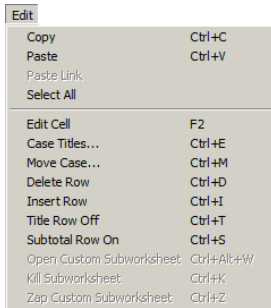 Edit
Copy Ctrl+C
Paste Ctrl+V
Paste Link
Select All
Edit Cell F2
Case Titles... Ctrl+E
Move Case... Ctrl+M
Delete Row Ctrl+D
Insert Row Ctrl+I
Title Row Off Ctrl+T
Subtotal Row On Ctrl+S
Open Custom Subworksheet Ctrl+Alt+W
Kill Subworksheet Ctrl+K
Zap Custom Subworksheet Ctrl+Z